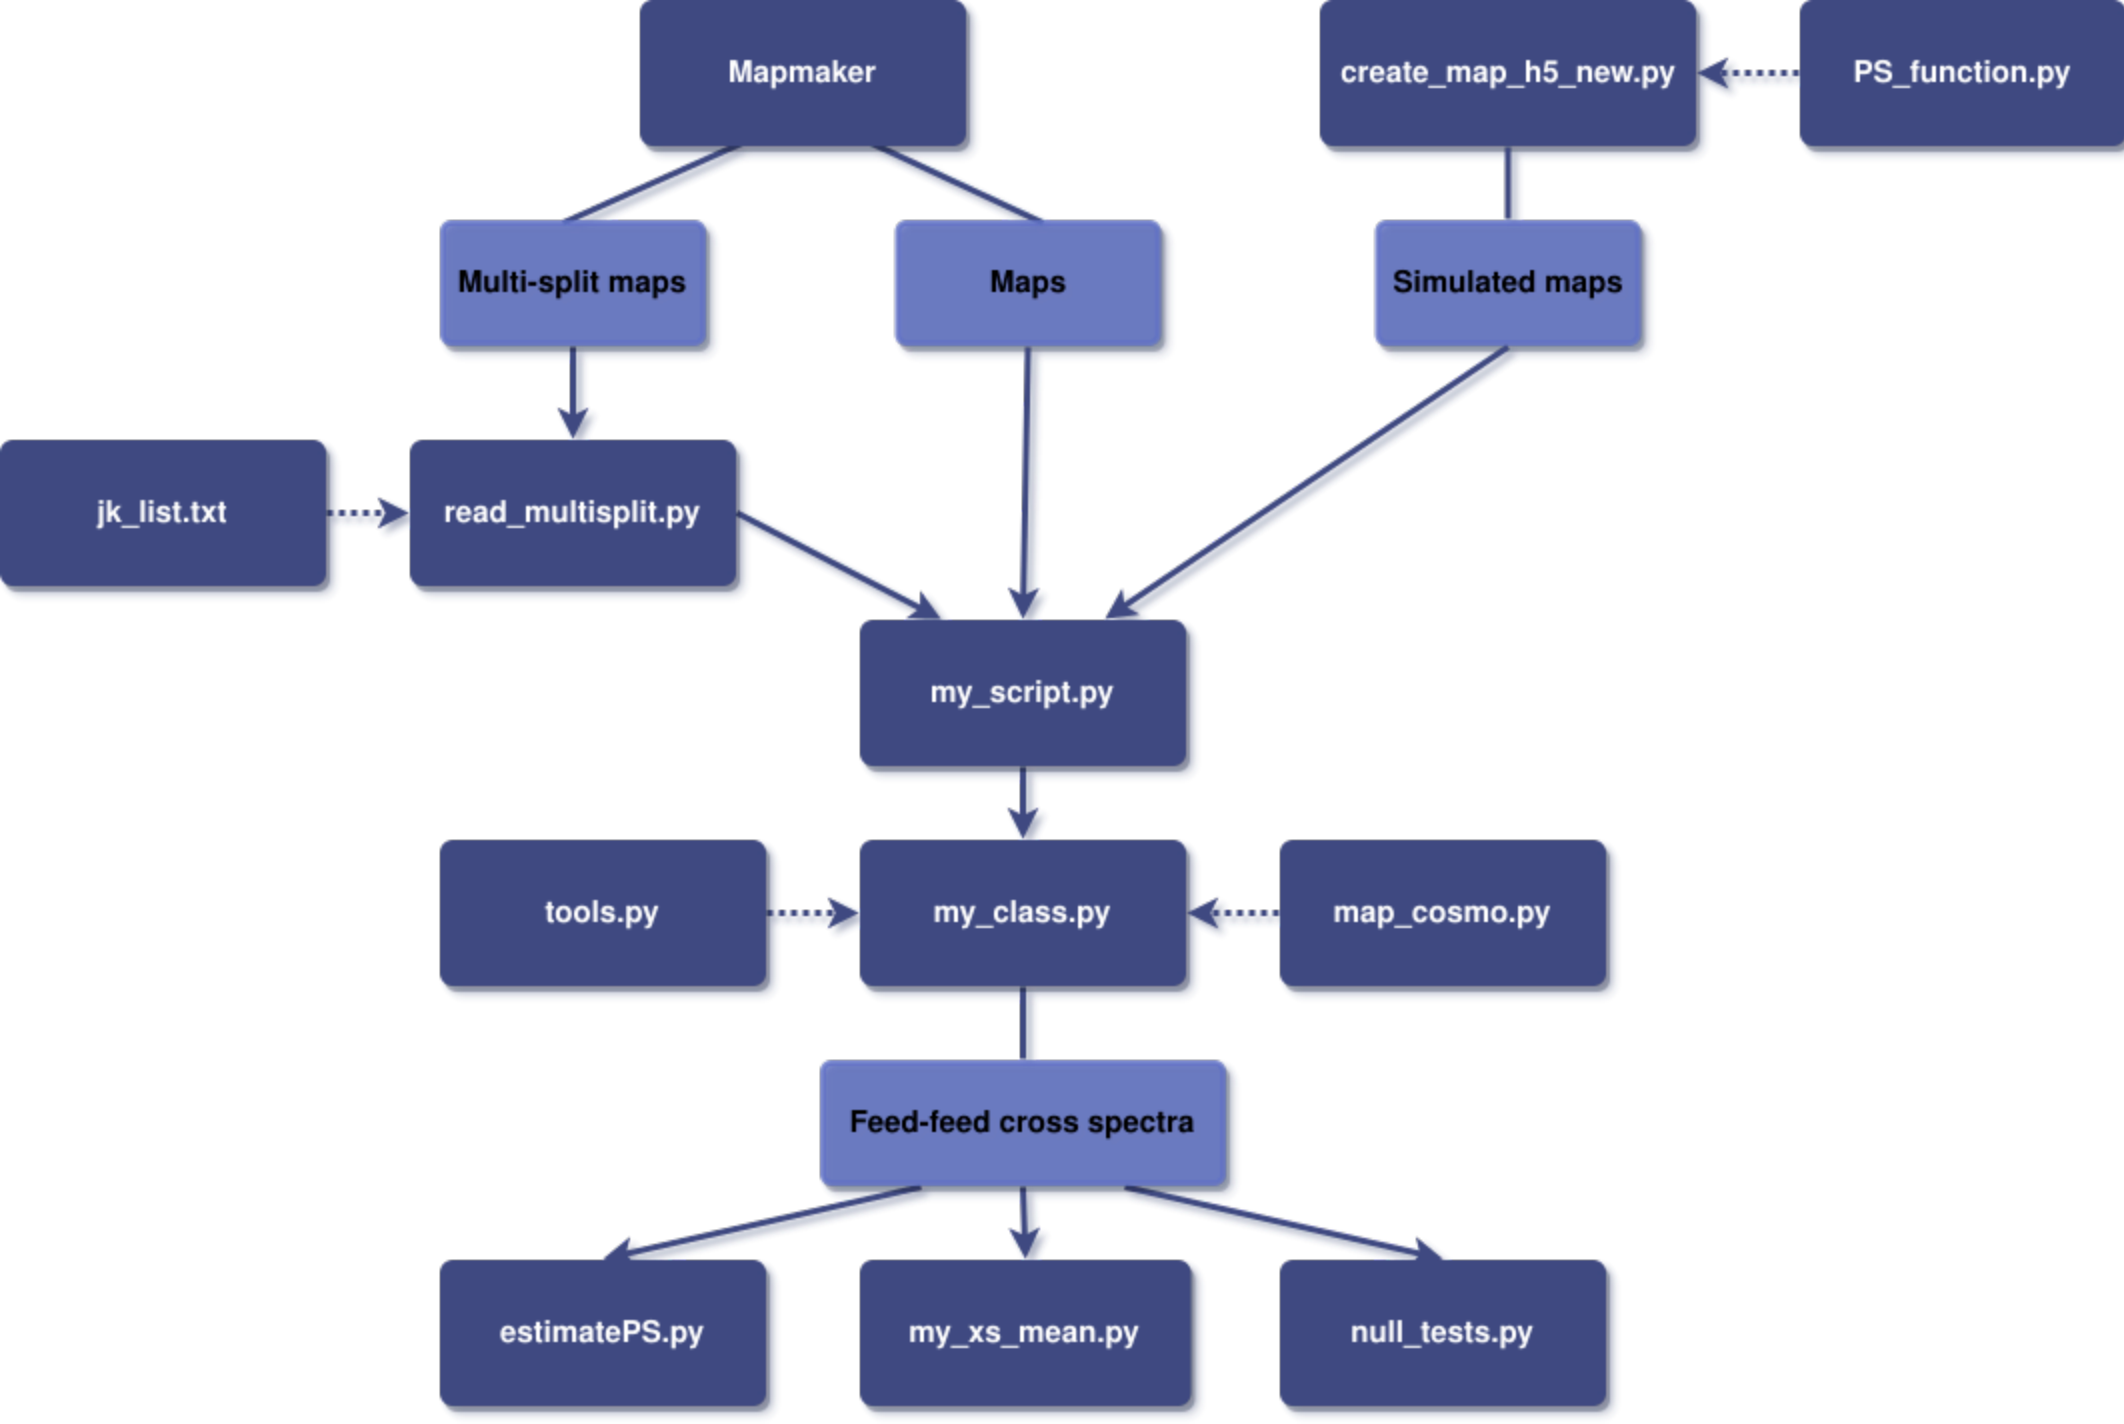 Mapmaker
create_map_h5_new.py
PS_function.py
Multi-split maps
Maps
Simulated maps
jk_list.txt
read_multisplit.py
my_script.py
tools.py
my_class.py
map_cosmo.py
Feed-feed cross spectra
estimatePS.py
my_xs_mean.py
null_tests.py